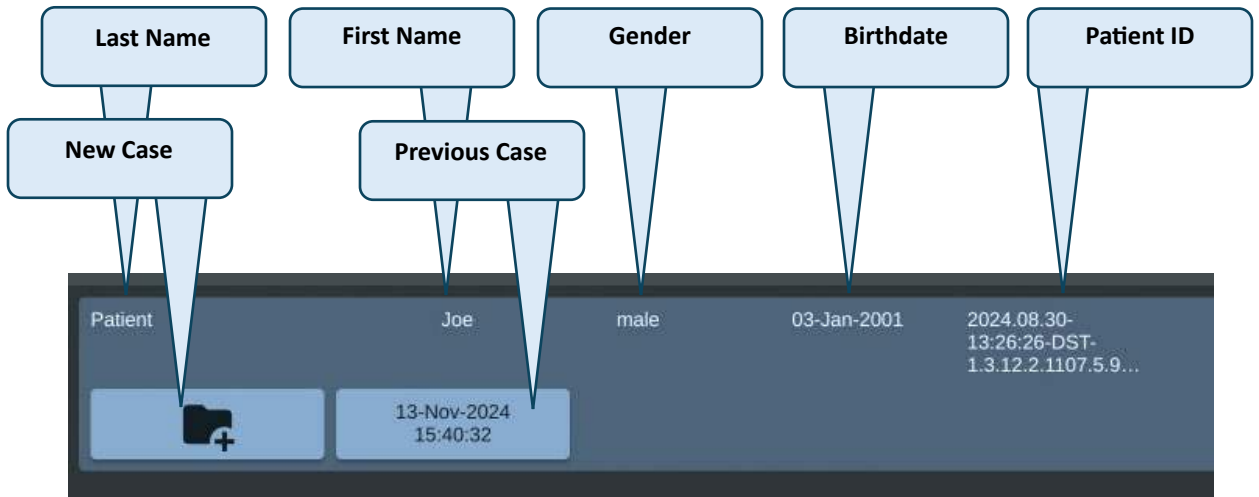 Last Name
First Name
Gender
Birthdate
Patient ID
New Case
Previous Case
Patient
Joe
male
03-Jan-2001
2024.08.30-
13:26:26-DST-
1.3.12.2.1107.5.9...
13-Nov-2024
15:40:32